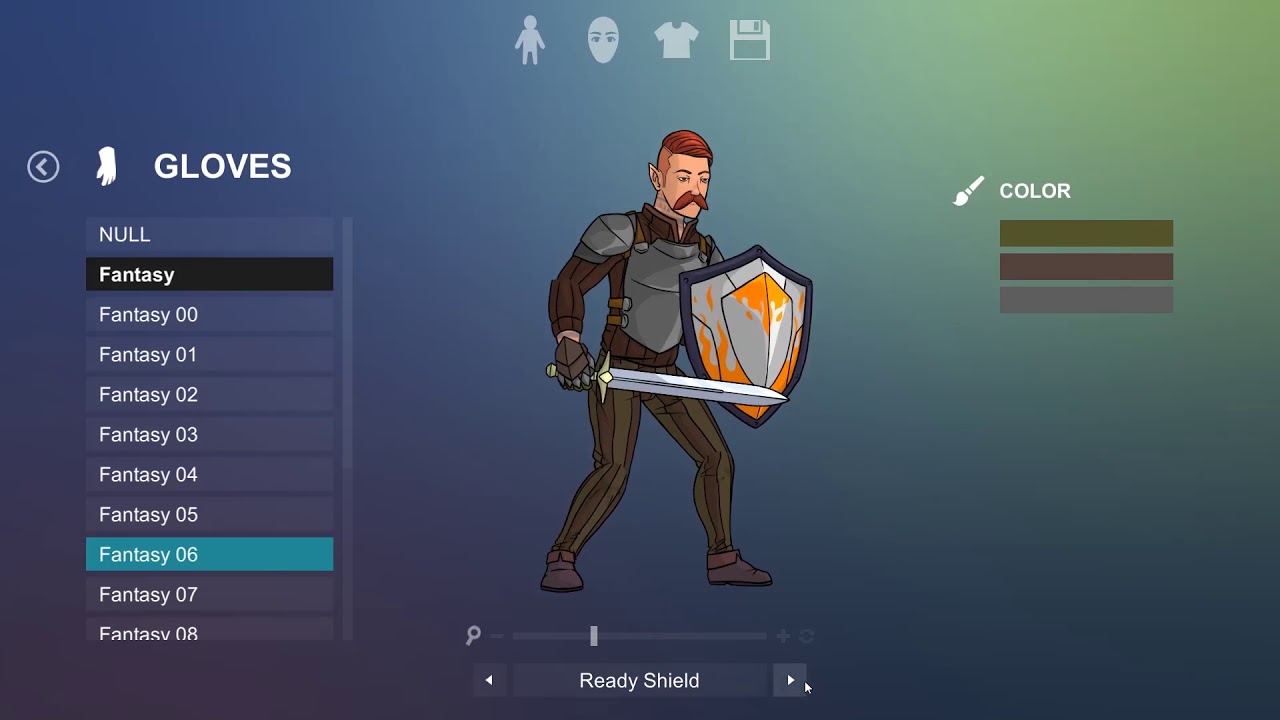 GLOVES
NULL
Fantasy
Fantasy 00
Fantasy 01
Fantasy 02
Fantasy 03
Fantasy 04
Fantasy 05
Fantasy 06
Fantasy 07
Fantasy 08
COLOR
Ready Shield